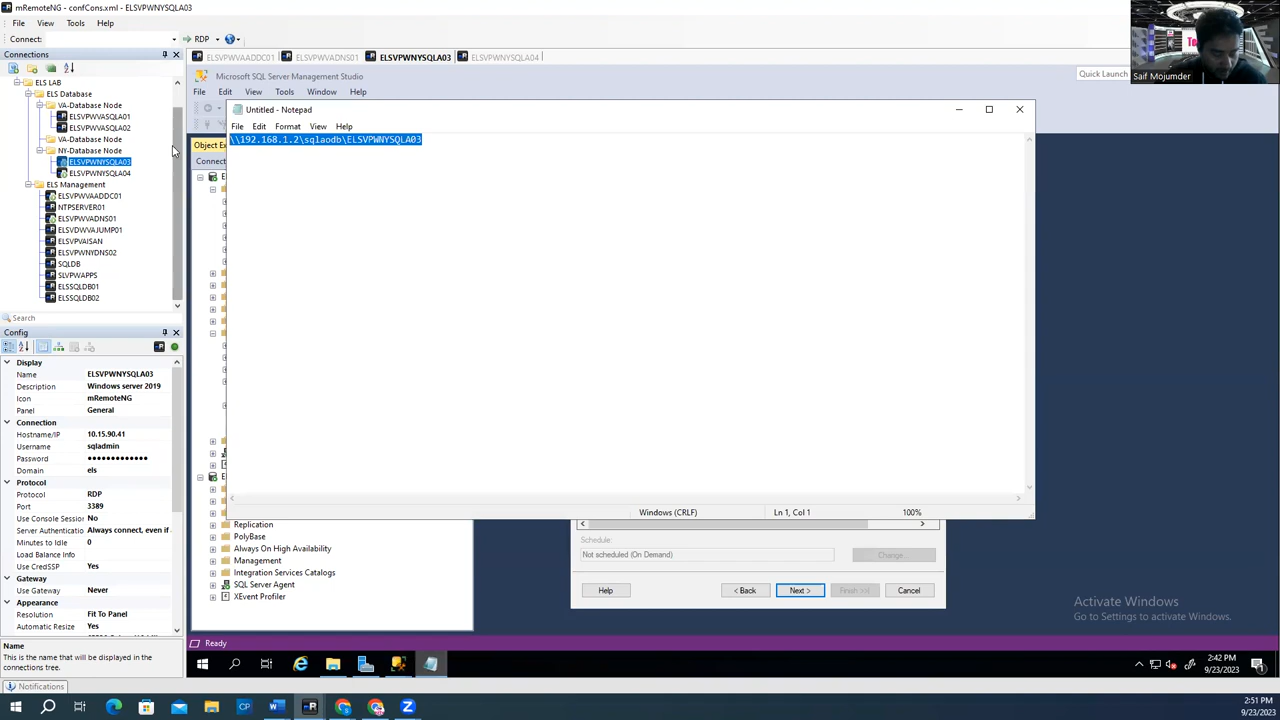 mRemoteNG - confCons.xml - ELSVPWNYSQLA03
File View Tools Help
Connect: RDP
Connections
ELS LAB
ELS Database
VA-Database Node
ELSVPWVASQLA01
ELSVPWVASQLA02
VA-Database Node
NY-Database Node
ELSVPWNYSQLA03
ELSVPWNYSQLA04
ELS Management
ELSVPWVAADDC01
NTPSERVER01
ELSVPWVADNS01
ELSVDWVAJUMP01
ELSVPVAISAN
ELSVPWNYDNS02
SQLDB
SLVPWAPPS
ELSSQLDB01
ELSSQLDB02
Search
Config
Display
Name ELSVPWNYSQLA03
Description Windows server 2019
Icon mRemoteNG
Panel General
Connection
Hostname/IP 10.15.90.41
Username sqladmin
Password •••••••••••••
Domain els
Protocol
Protocol RDP
Port 3389
Use Console Session No
Server Authentication Always connect, even if a
Minutes to Idle 0
Load Balance Info
Use CredSSP Yes
Gateway
Use Gateway Never
Appearance
Resolution Fit To Panel
Automatic Resize Yes
Name
This is the name that will be displayed in the connections tree.
Notifications
ELSVPWVAADDC01 ELSVPWVADNS01 ELSVPWNYSQLA03 ELSVPWNYSQLA04
Microsoft SQL Server Management Studio
Quick Launch
File Edit View Tools Window Help
Object Ex
Connect
Untitled - Notepad
File Edit Format View Help
\\192.168.1.2\sqlaodb\ELSVPWNYSQLA03
Windows (CRLF) Ln 1, Col 1 100%
Replication
PolyBase
Always On High Availability
Management
Integration Services Catalogs
SQL Server Agent
XEvent Profiler
Schedule:
Not scheduled (On Demand) Change...
Help < Back Next > Finish >>| Cancel
Activate Windows
Go to Settings to activate Windows.
Ready
2:42 PM
9/23/2023
2:51 PM
9/23/2023
Saif Mojumder